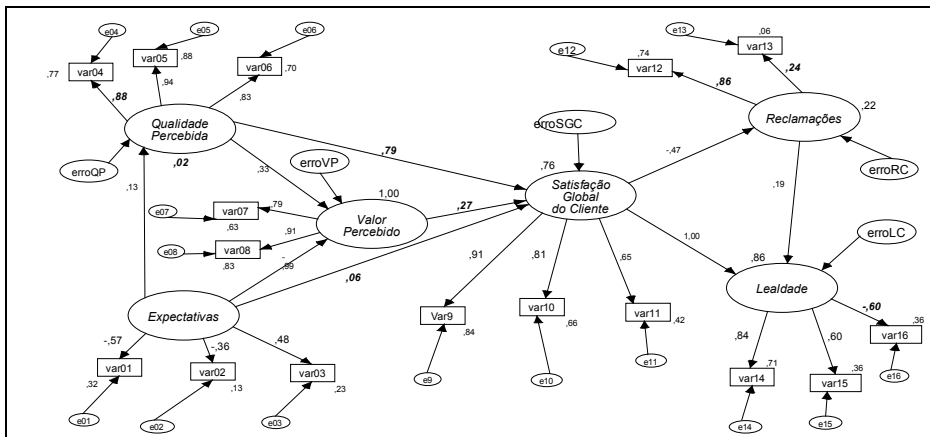 e04
e05
e06
,77
var04
var05
,88
var06
,70
,88
,94
,83
Qualidade
Percebida
,02
erroQP
,13
,33
erroVP
,79
1,00
Valor
Percebido
e07
var07
,79
,63
e08
var08
,91
,83
-
,99
,27
,06
Expectativas
-,57
-,36
,48
var01
,32
var02
,13
var03
,23
e01
e02
e03
erroSGC
,76
Satisfação
Global
do Cliente
,91
,81
,65
Var9
,84
var10
,66
var11
,42
e9
e10
e11
e12
,74
var12
e13
,06
var13
,86
,24
Reclamações
,22
-,47
erroRC
,19
1,00
erroLC
,86
Lealdade
-,60
,84
,60
var16
,36
var14
,71
var15
,36
e16
e14
e15